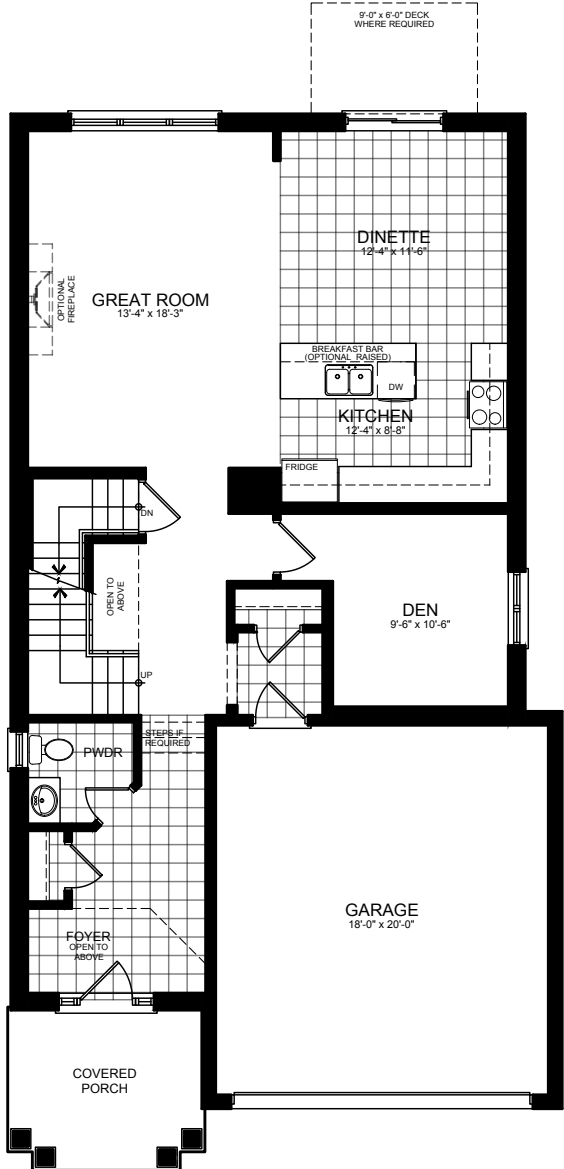 9'-0" x 6'-0" DECK
WHERE REQUIRED
DINETTE
12'-4" x 11'-6"
GREAT ROOM
13'-4" x 18'-3"
OPTIONAL
FIREPLACE
BREAKFAST BAR
(OPTIONAL RAISED)
DW
KITCHEN
12'-4" x 8'-8"
FRIDGE
DN
OPEN TO
ABOVE
DEN
9'-6" x 10'-6"
UP
STEPS IF
REQUIRED
PWDR
GARAGE
18'-0" x 20'-0"
FOYER
OPEN TO
ABOVE
COVERED
PORCH